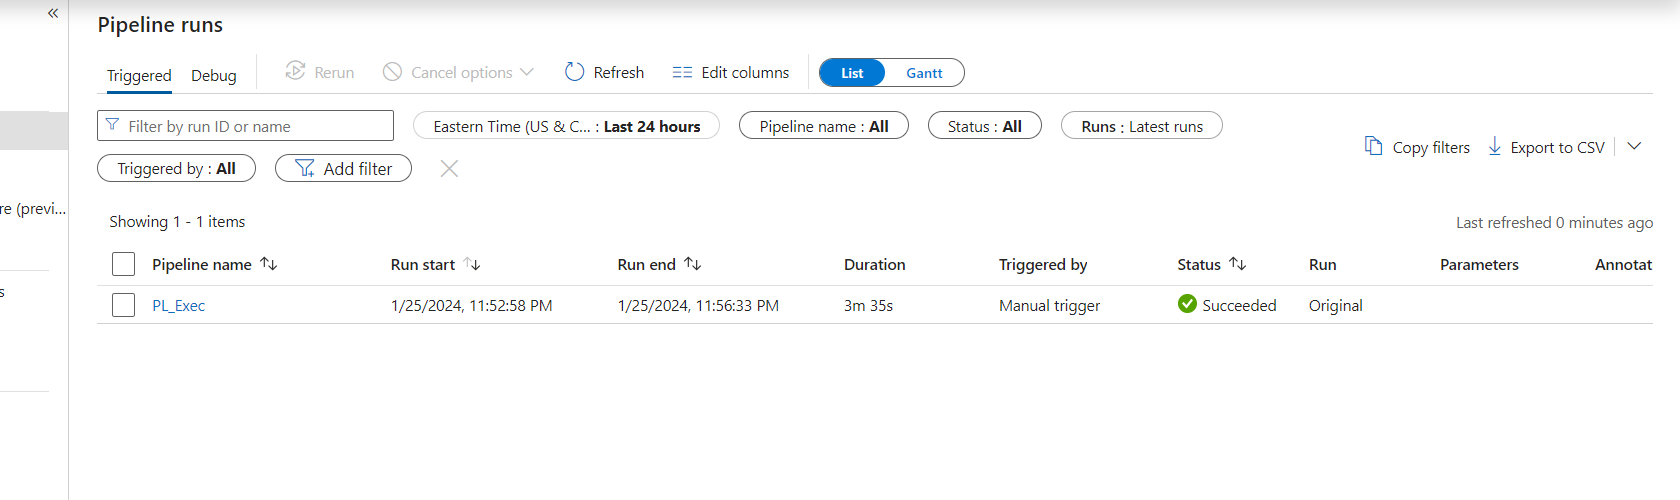 «
Pipeline runs
Triggered Debug Rerun Cancel options Refresh Edit columns List Gantt
Filter by run ID or name Eastern Time (US & C... : Last 24 hours Pipeline name : All Status : All Runs : Latest runs
Copy filters Export to CSV
Triggered by : All Add filter
re (previ...
Showing 1 - 1 items Last refreshed 0 minutes ago
Pipeline name Run start Run end Duration Triggered by Status Run Parameters Annotat
s
PL_Exec 1/25/2024, 11:52:58 PM 1/25/2024, 11:56:33 PM 3m 35s Manual trigger Succeeded Original